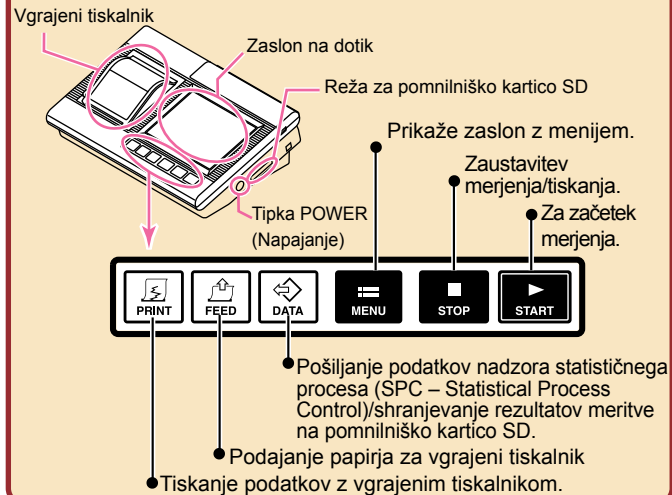 Vgrajeni tiskalnik
Zaslon na dotik
Reža za pomnilniško kartico SD
Prikaže zaslon z menijem.
Zaustavitev
merjenja/tiskanja.
Tipka POWER
(Napajanje)
Za začetek
merjenja.
PRINT
FEED
DATA
MENU
STOP
START
Pošiljanje podatkov nadzora statističnega
procesa (SPC – Statistical Process
Control)/shranjevanje rezultatov meritve
na pomnilniško kartico SD.
Podajanje papirja za vgrajeni tiskalnik
Tiskanje podatkov z vgrajenim tiskalnikom.